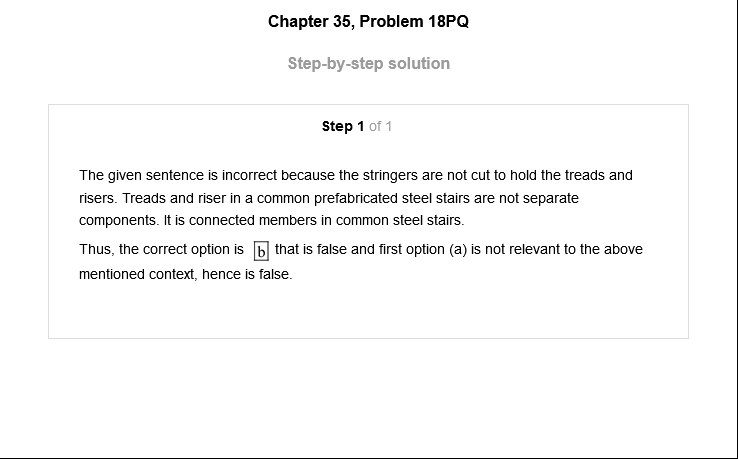 Chapter 35, Problem 18PQ
Step-by-step solution
Step 1 of 1
The given sentence is incorrect because the stringers are not cut to hold the treads and
risers. Treads and riser in a common prefabricated steel stairs are not separate
components. It is connected members in common steel stairs.
Thus, the correct option is b that is false and first option (a) is not relevant to the above
mentioned context, hence is false.